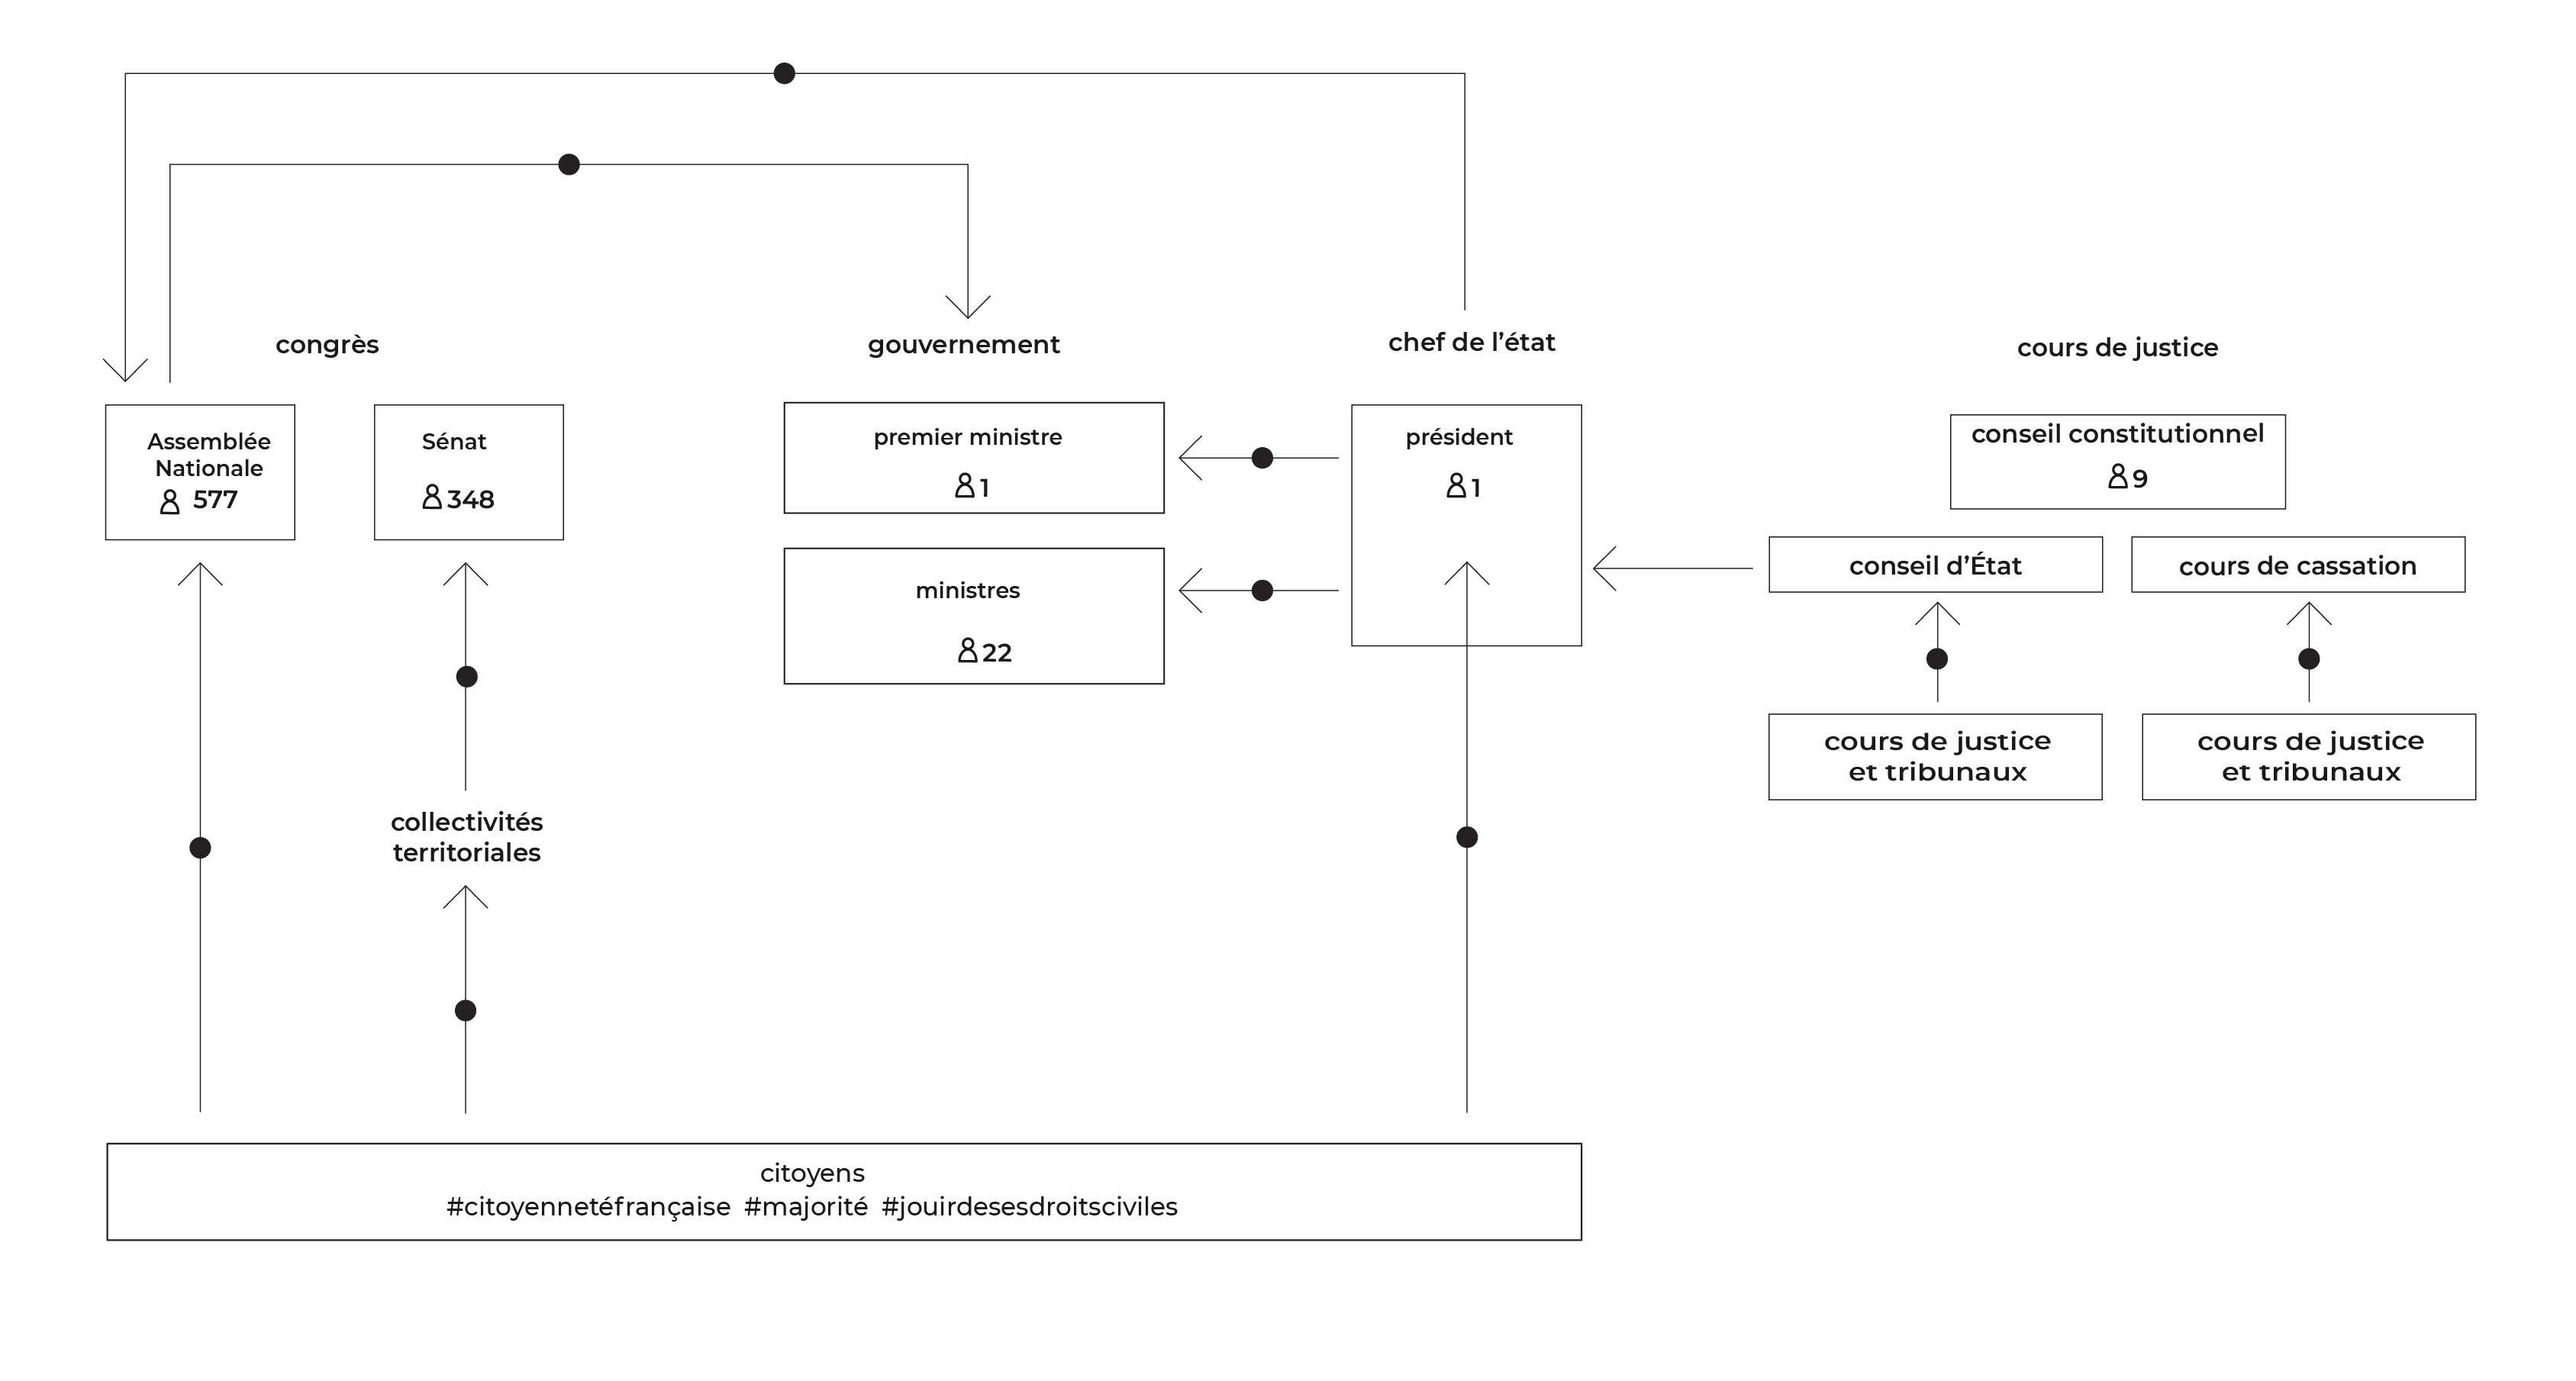 congrès
gouvernement
chef de l’état
cours de justice
Assemblée
Nationale
577
Sénat
348
premier ministre
1
ministres
22
président
1
conseil constitutionnel
9
conseil d’État
cours de cassation
cours de justice
et tribunaux
cours de justice
et tribunaux
collectivités
territoriales
citoyens
#citoyennetéfrançaise #majorité #jouirdesesdroitsciviles